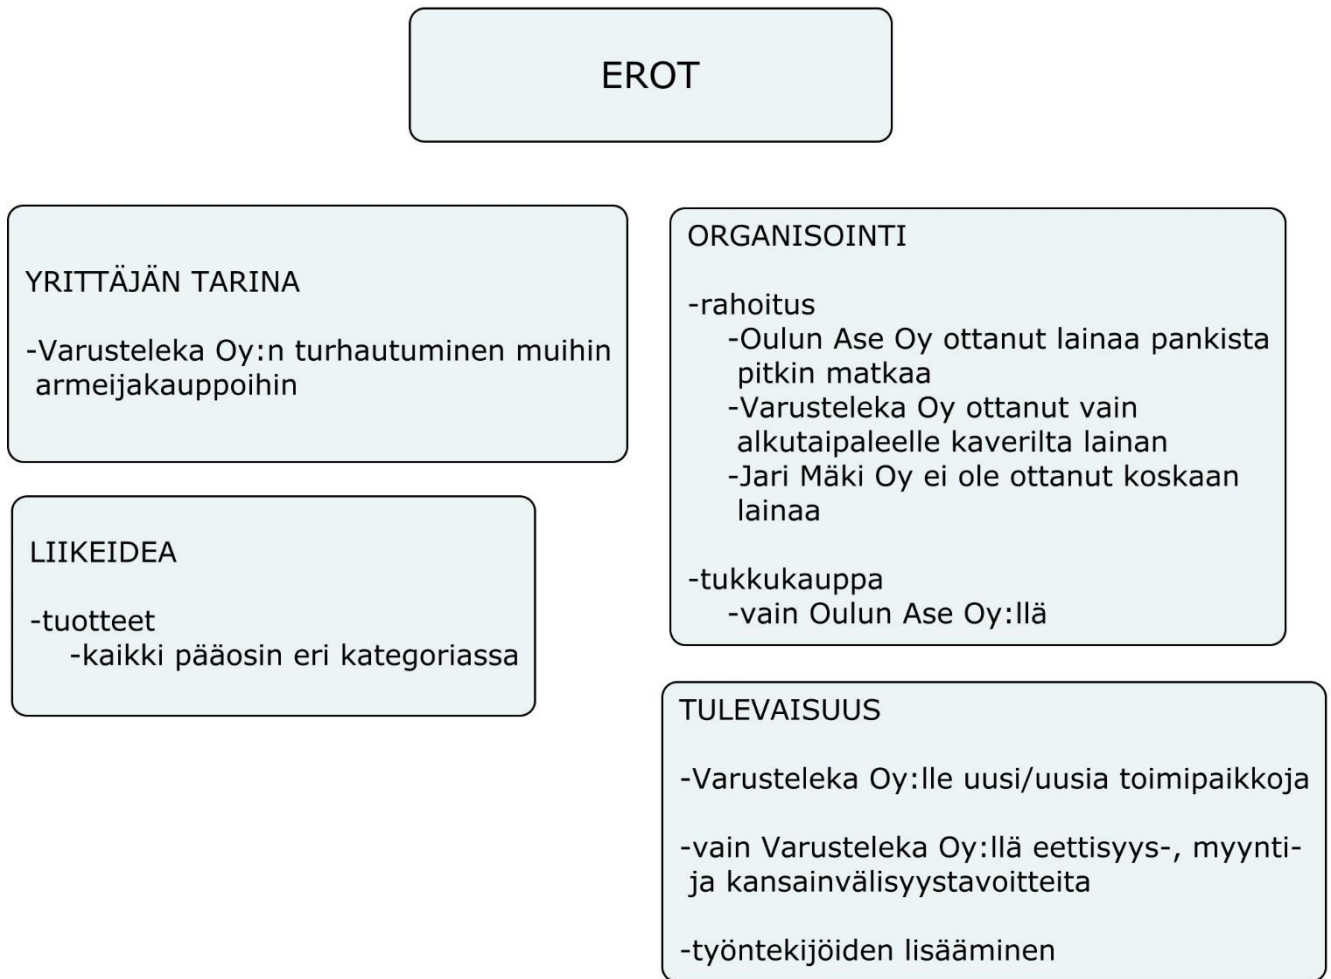 EROT
YRITTÄJÄN TARINA
-Varusteleka Oy:n turhautuminen muihin
armeijakauppoihin
LIIKEIDEA
-tuotteet
-kaikki pääosin eri kategoriassa
ORGANISOINTI
-rahoitus
-Oulun Ase Oy ottanut lainaa pankista
pitkin matkaa
-Varusteleka Oy ottanut vain
alkutaipaleelle kaverilta lainan
-Jari Mäki Oy ei ole ottanut koskaan
lainaa
-tukkukauppa
-vain Oulun Ase Oy:llä
TULEVAISUUS
-Varusteleka Oy:lle uusi/uusia toimipaikkoja
-vain Varusteleka Oy:llä eettisyys-, myynti-
ja kansainvälisyystavoitteita
-työntekijöiden lisääminen